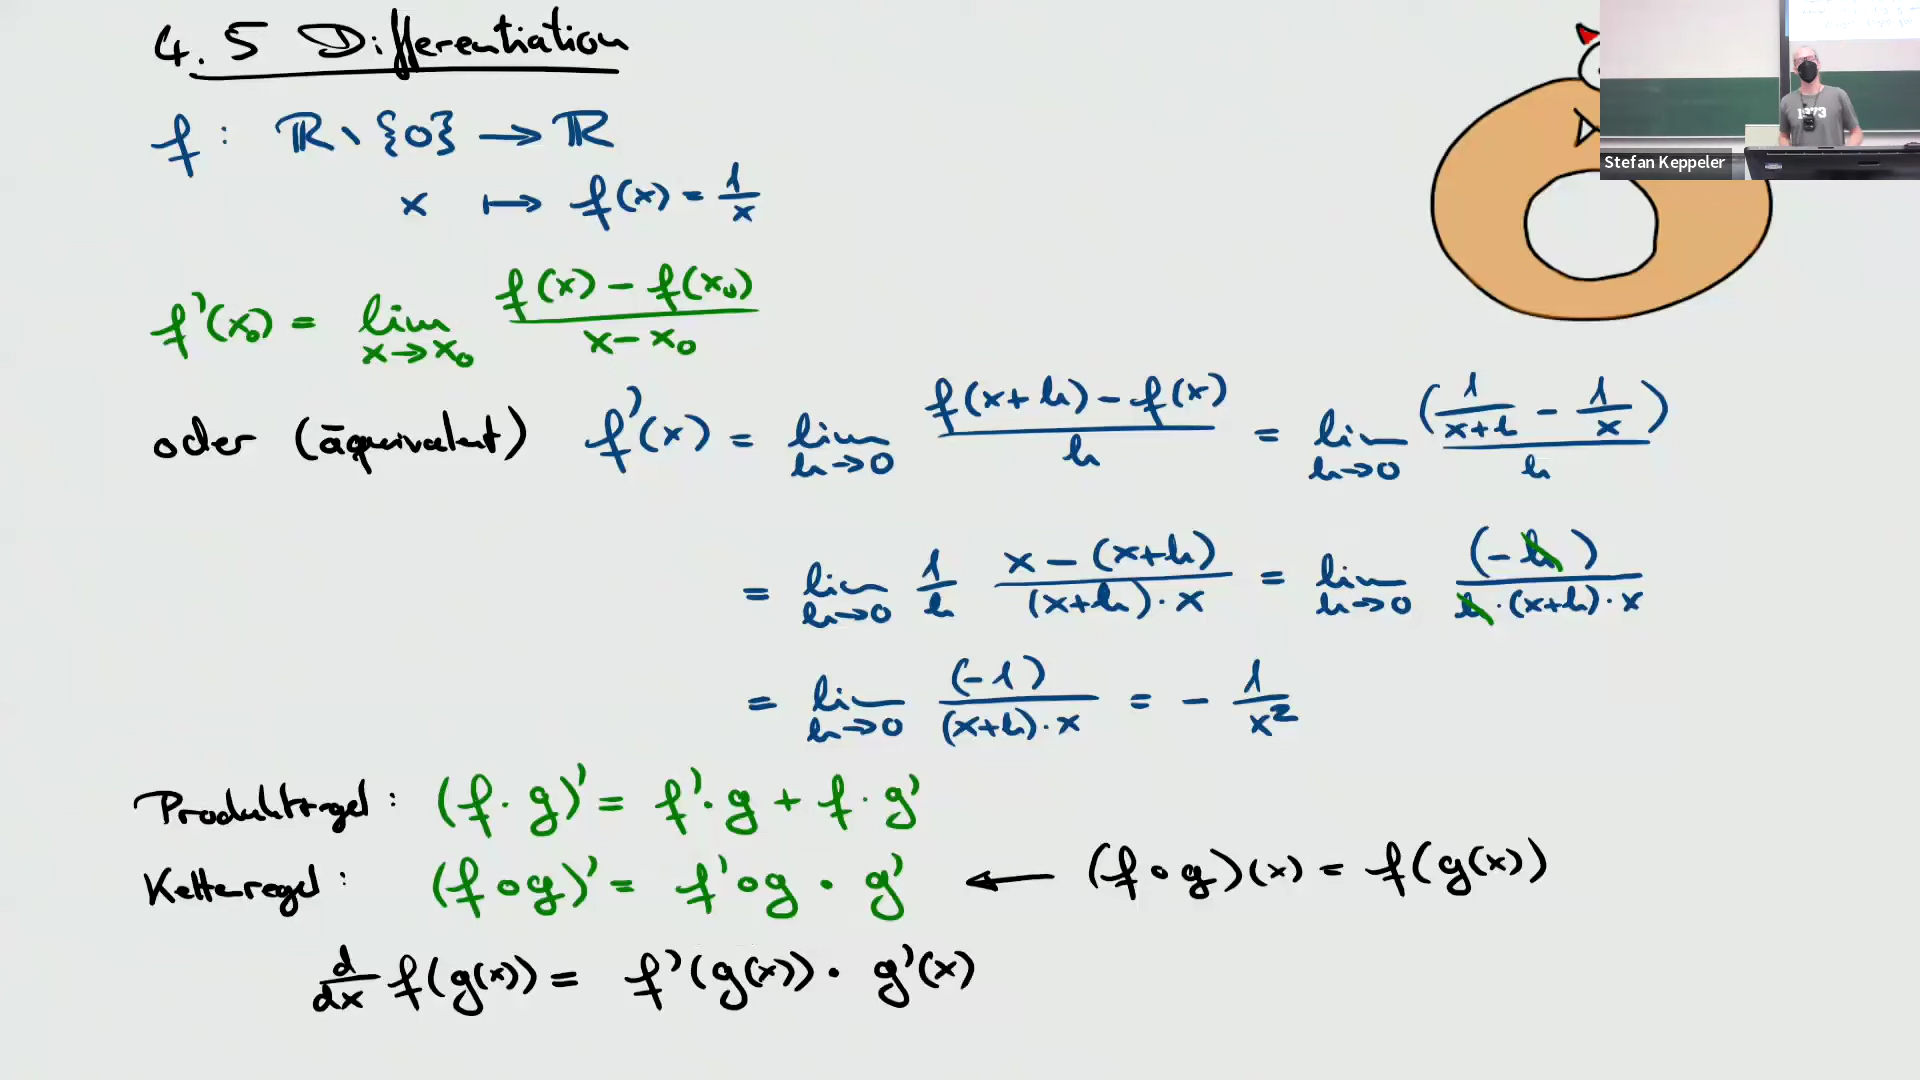 4.5 Differentiation
f : ℝ∖{0} → ℝ
x ↦ f(x) = 1/x
f'(x₀) = lim_{x→x₀} (f(x) − f(x₀))/(x − x₀)
oder (äquivalent) f'(x) = lim_{h→0} (f(x+h) − f(x))/h = lim_{h→0} (1/(x+h) − 1/x)/h
= lim_{h→0} 1/h (x − (x+h))/((x+h)·x) = lim_{h→0} (−h)/(h·(x+h)·x)
= lim_{h→0} (−1)/((x+h)·x) = − 1/x²
Produktregel: (f·g)' = f'·g + f·g'
Kettenregel: (f∘g)' = f'∘g · g' ← (f∘g)(x) = f(g(x))
d/dx f(g(x)) = f'(g(x)) · g'(x)
1973
Stefan Keppeler